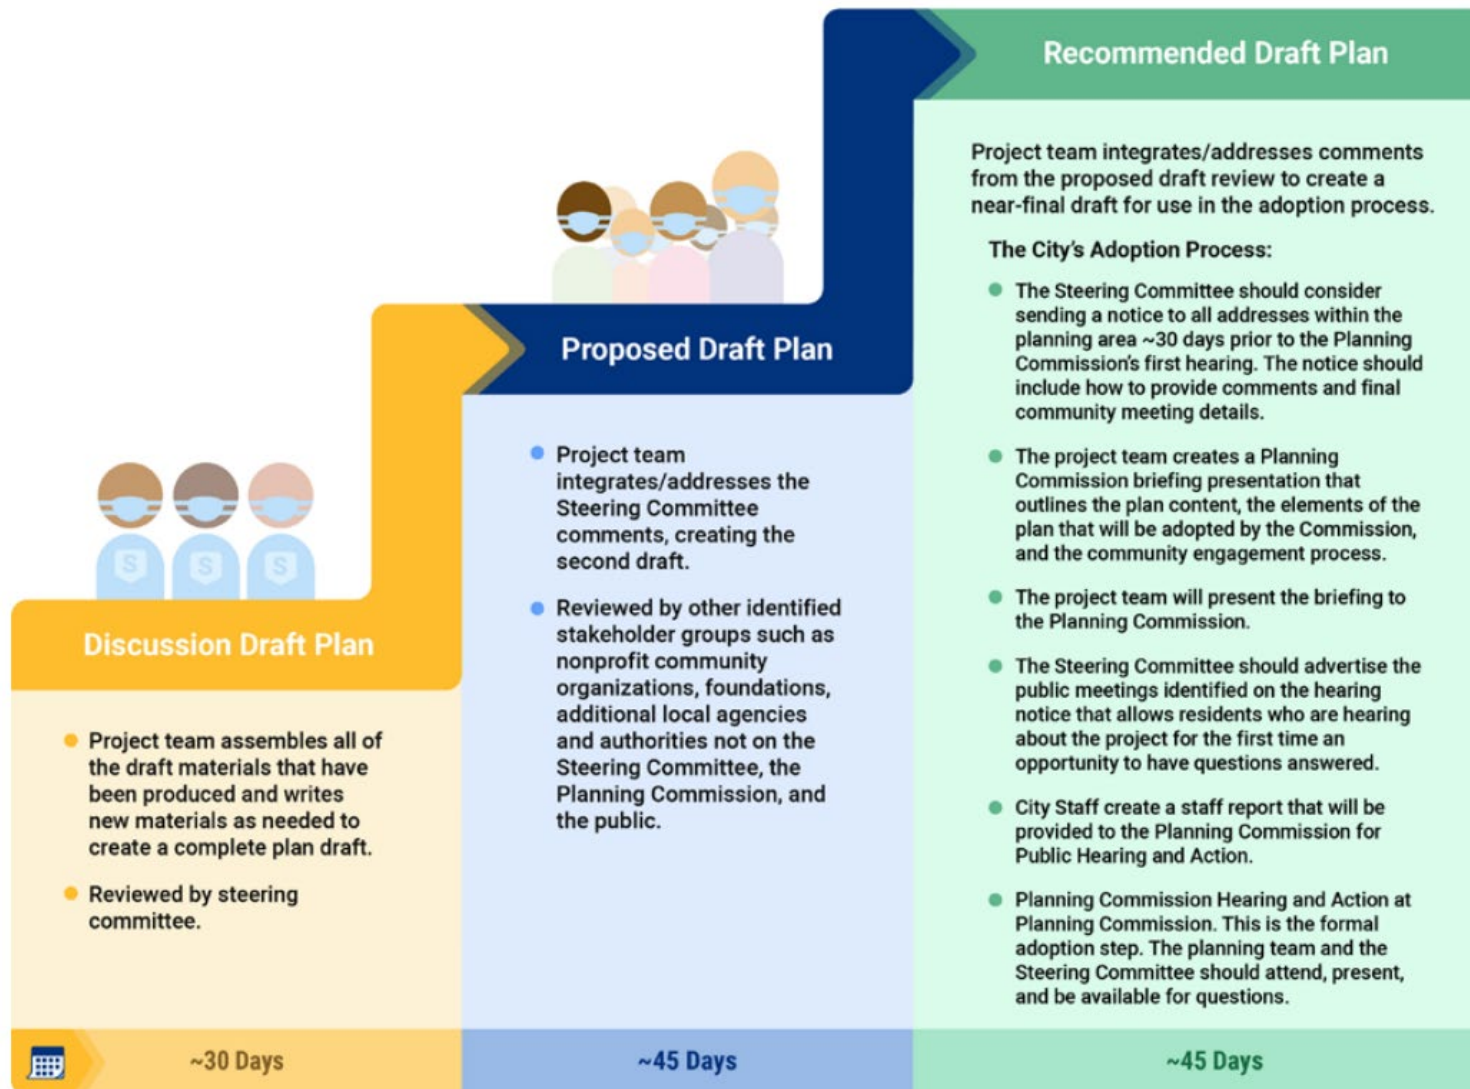 Recommended Draft Plan
Project team integrates/addresses comments
from the proposed draft review to create a
near-final draft for use in the adoption process.
The City's Adoption Process:
The Steering Committee should consider
sending a notice to all addresses within the
planning area ~30 days prior to the Planning
Commission's first hearing. The notice should
include how to provide comments and final
community meeting details.
The project team creates a Planning
Commission briefing presentation that
outlines the plan content, the elements of the
plan that will be adopted by the Commission,
and the community engagement process.
The project team will present the briefing to
the Planning Commission.
The Steering Committee should advertise the
public meetings identified on the hearing
notice that allows residents who are hearing
about the project for the first time an
opportunity to have questions answered.
City Staff create a staff report that will be
provided to the Planning Commission for
Public Hearing and Action.
Planning Commission Hearing and Action at
Planning Commission. This is the formal
adoption step. The planning team and the
Steering Committee should attend, present,
and be available for questions.
~45 Days
Proposed Draft Plan
Project team
integrates/addresses the
Steering Committee
comments, creating the
second draft.
Reviewed by other identified
stakeholder groups such as
nonprofit community
organizations, foundations,
additional local agencies
and authorities not on the
Steering Committee, the
Planning Commission, and
the public.
~45 Days
S S S
Discussion Draft Plan
Project team assembles all of
the draft materials that have
been produced and writes
new materials as needed to
create a complete plan draft.
Reviewed by steering
committee.
~30 Days